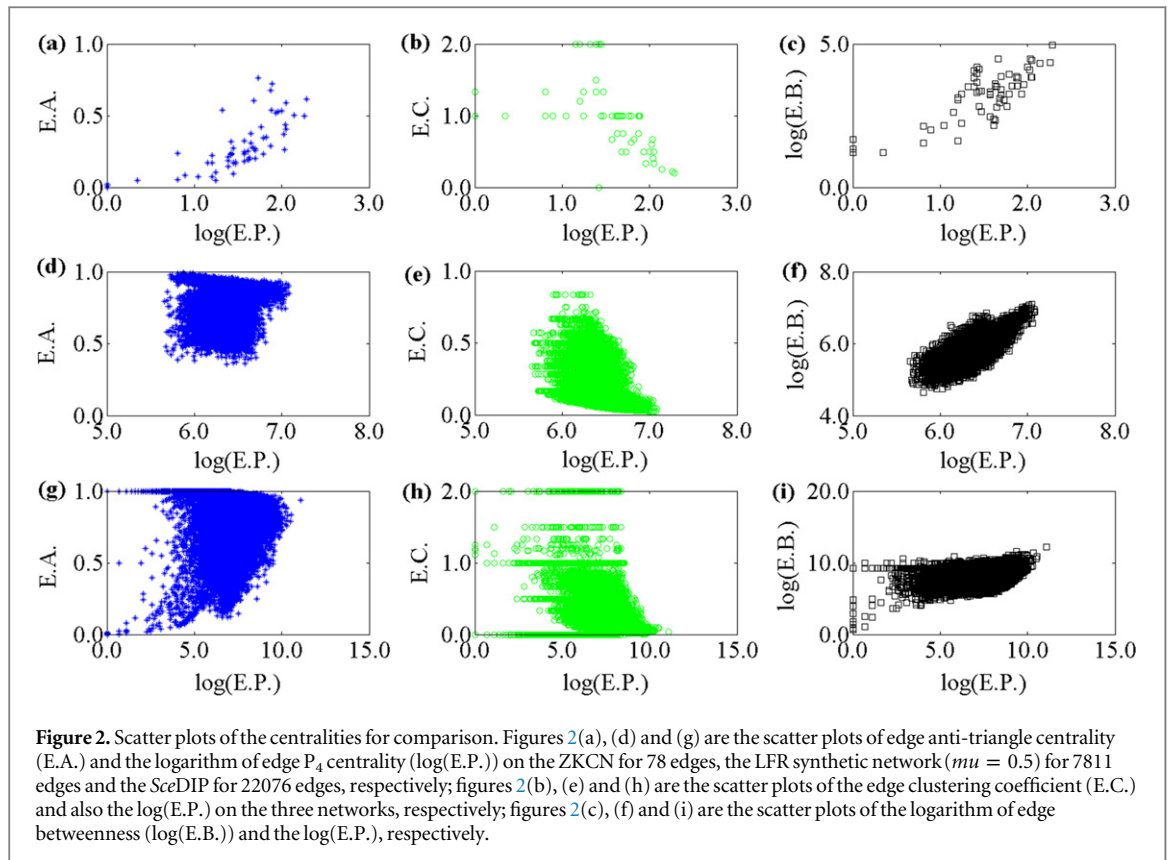 (a) 1.0
0.5
0.0
E.A.
0.0 1.0 2.0 3.0
log(E.P.)
(b) 2.0
1.0
0.0
E.C.
0.0 1.0 2.0 3.0
log(E.P.)
(c) 5.0
0.0
log(E.B.)
0.0 1.0 2.0 3.0
log(E.P.)
(d) 1.0
0.5
0.0
E.A.
5.0 6.0 7.0 8.0
log(E.P.)
(e) 1.0
0.5
0.0
E.C.
5.0 6.0 7.0 8.0
log(E.P.)
(f) 8.0
6.0
4.0
log(E.B.)
5.0 6.0 7.0 8.0
log(E.P.)
(g) 1.0
0.5
0.0
E.A.
0.0 5.0 10.0 15.0
log(E.P.)
(h) 2.0
1.0
0.0
E.C.
0.0 5.0 10.0 15.0
log(E.P.)
(i) 20.0
10.0
0.0
log(E.B.)
0.0 5.0 10.0 15.0
log(E.P.)
Figure 2. Scatter plots of the centralities for comparison. Figures 2(a), (d) and (g) are the scatter plots of edge anti-triangle centrality
(E.A.) and the logarithm of edge P₄ centrality (log(E.P.)) on the ZKCN for 78 edges, the LFR synthetic network (mu = 0.5) for 7811
edges and the SceDIP for 22076 edges, respectively; figures 2(b), (e) and (h) are the scatter plots of the edge clustering coefficient (E.C.)
and also the log(E.P.) on the three networks, respectively; figures 2(c), (f) and (i) are the scatter plots of the logarithm of edge
betweenness (log(E.B.)) and the log(E.P.), respectively.